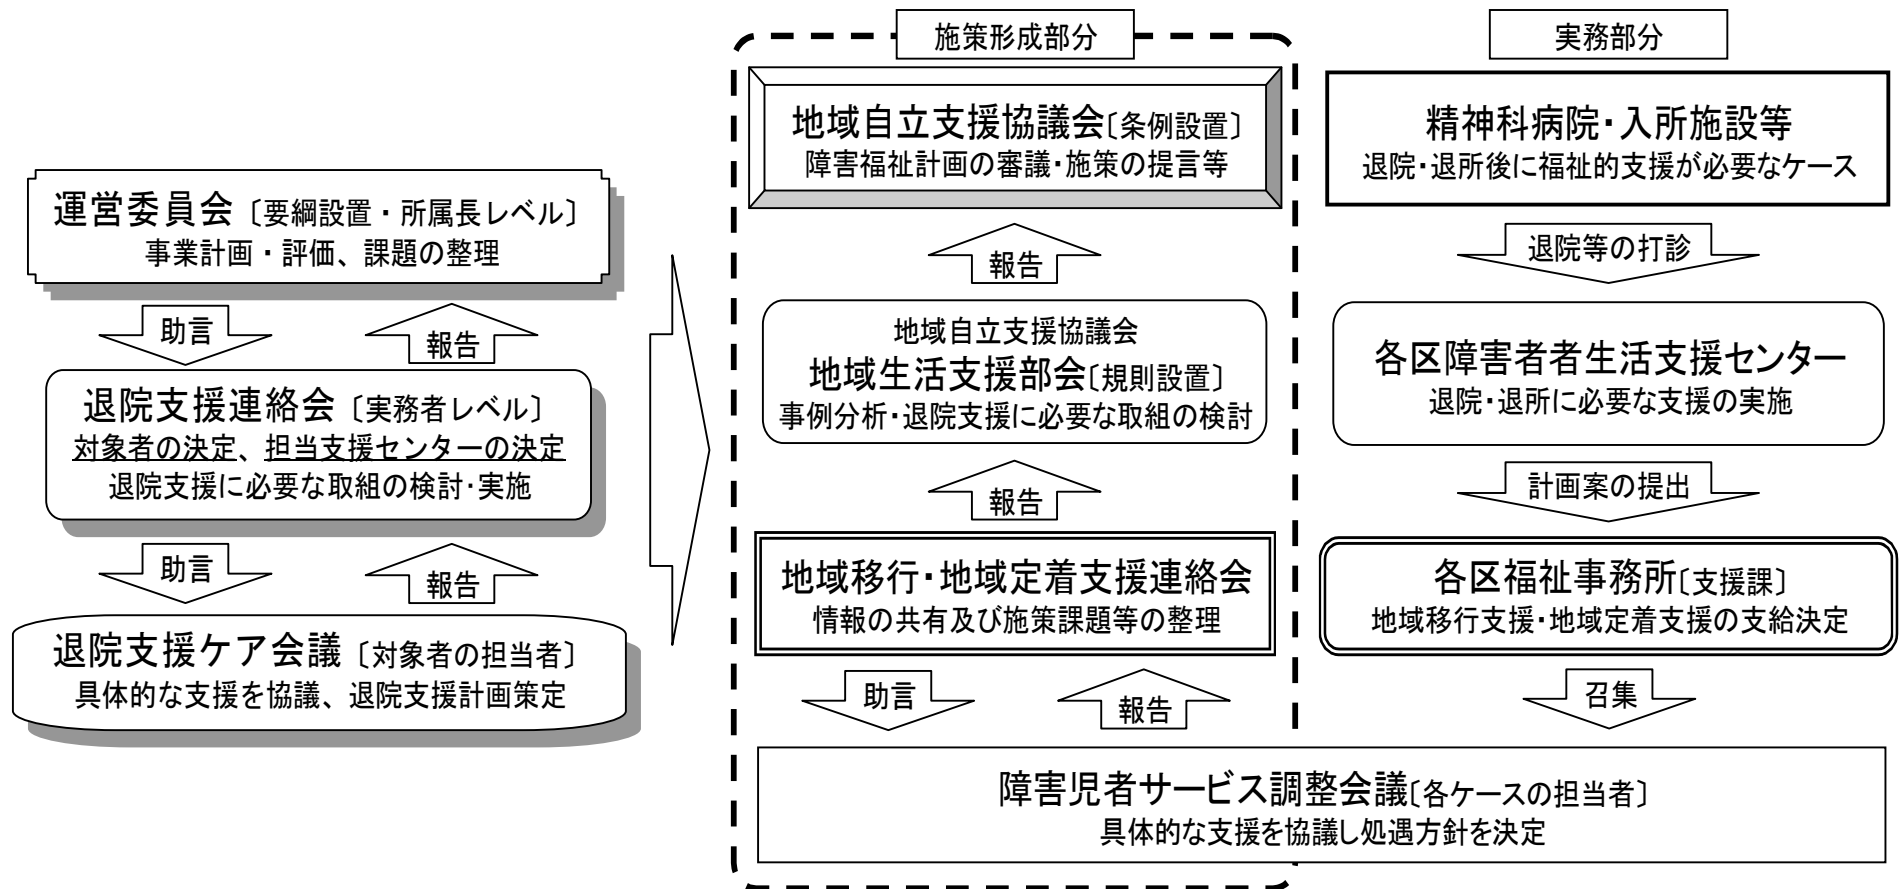 運営委員会〔要綱設置・所属長レベル〕
事業計画・評価、課題の整理
助言
報告
退院支援連絡会〔実務者レベル〕
対象者の決定、担当支援センターの決定
退院支援に必要な取組の検討・実施
助言
報告
退院支援ケア会議〔対象者の担当者〕
具体的な支援を協議、退院支援計画策定
施策形成部分
地域自立支援協議会〔条例設置〕
障害福祉計画の審議・施策の提言等
報告
地域自立支援協議会
地域生活支援部会〔規則設置〕
事例分析・退院支援に必要な取組の検討
報告
地域移行・地域定着支援連絡会
情報の共有及び施策課題等の整理
助言
報告
実務部分
精神科病院・入所施設等
退院・退所後に福祉的支援が必要なケース
退院等の打診
各区障害者者生活支援センター
退院・退所に必要な支援の実施
計画案の提出
各区福祉事務所〔支援課〕
地域移行支援・地域定着支援の支給決定
召集
障害児者サービス調整会議〔各ケースの担当者〕
具体的な支援を協議し処遇方針を決定